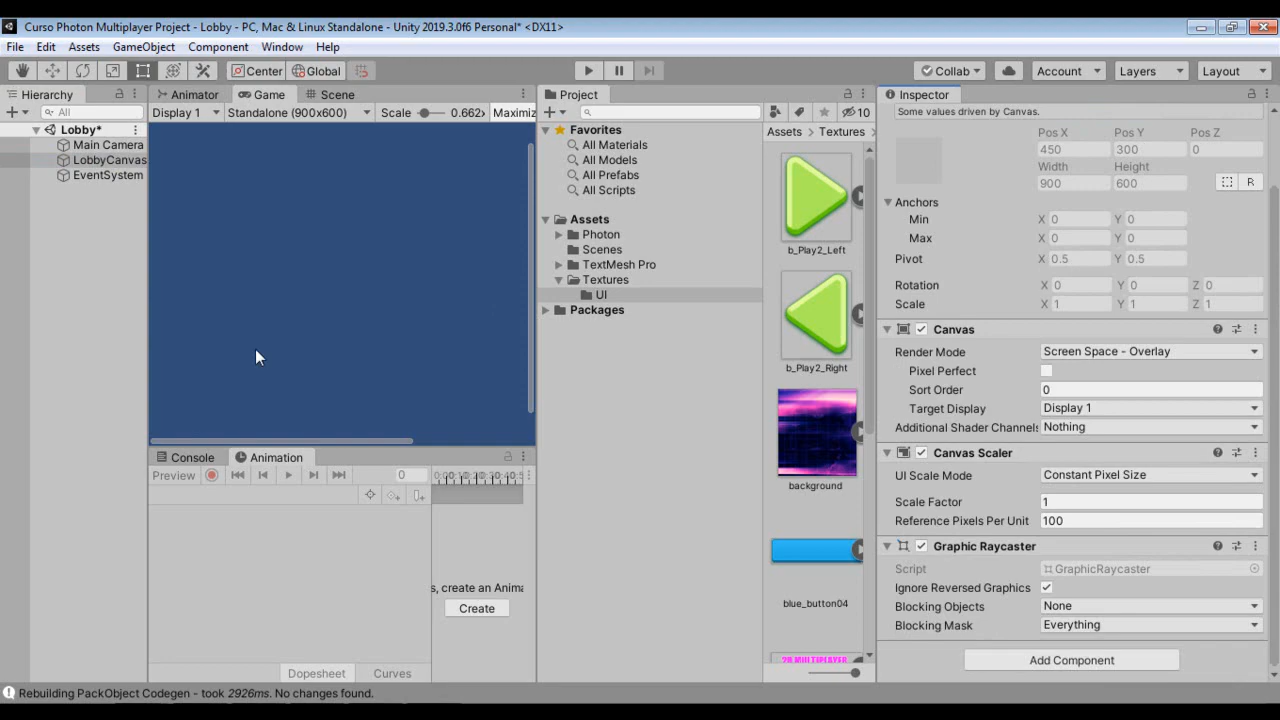 Curso Photon Multiplayer Project - Lobby - PC, Mac & Linux Standalone - Unity 2019.3.0f6 Personal* <DX11>
File Edit Assets GameObject Component Window Help
Center Global Collab Account Layers Layout
Hierarchy
All
Lobby*
Main Camera
LobbyCanvas
EventSystem
Animator Game Scene
Display 1 Standalone (900x600) Scale 0.662x Maximiz
Console Animation
Preview 0
s, create an Anima
Create
Dopesheet Curves
Project
10
Favorites
All Materials
All Models
All Prefabs
All Scripts
Assets
Photon
Scenes
TextMesh Pro
Textures
UI
Packages
Assets Textures
b_Play2_Left
b_Play2_Right
background
blue_button04
2D MULTIPLAYER
Inspector
Some values driven by Canvas.
Pos X Pos Y Pos Z
450 300 0
Width Height
900 600 R
Anchors
Min X 0 Y 0
Max X 0 Y 0
Pivot X 0.5 Y 0.5
Rotation X 0 Y 0 Z 0
Scale X 1 Y 1 Z 1
Canvas
Render Mode Screen Space - Overlay
Pixel Perfect
Sort Order 0
Target Display Display 1
Additional Shader Channels Nothing
Canvas Scaler
UI Scale Mode Constant Pixel Size
Scale Factor 1
Reference Pixels Per Unit 100
Graphic Raycaster
Script GraphicRaycaster
Ignore Reversed Graphics
Blocking Objects None
Blocking Mask Everything
Add Component
Rebuilding PackObject Codegen - took 2926ms. No changes found.